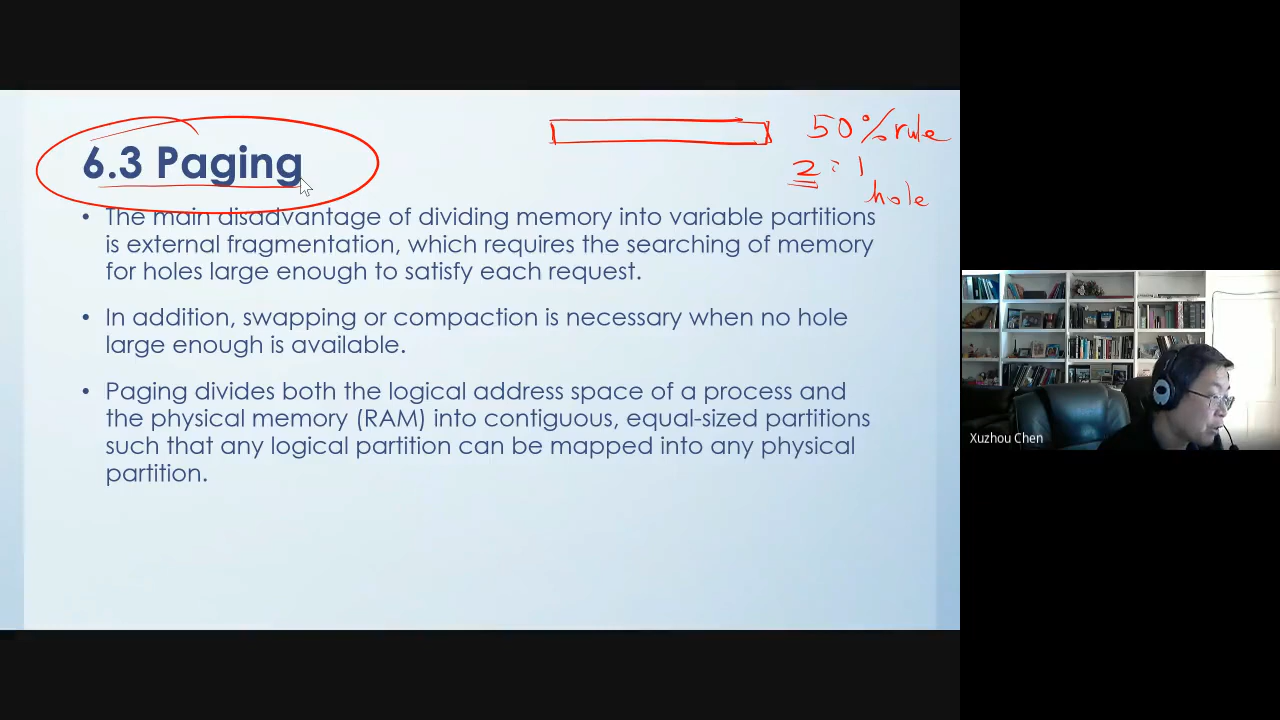 50% rule
2 : 1
hole
6.3 Paging
• The main disadvantage of dividing memory into variable partitions
is external fragmentation, which requires the searching of memory
for holes large enough to satisfy each request.
• In addition, swapping or compaction is necessary when no hole
large enough is available.
• Paging divides both the logical address space of a process and
the physical memory (RAM) into contiguous, equal-sized partitions
such that any logical partition can be mapped into any physical
partition.
Xuzhou Chen